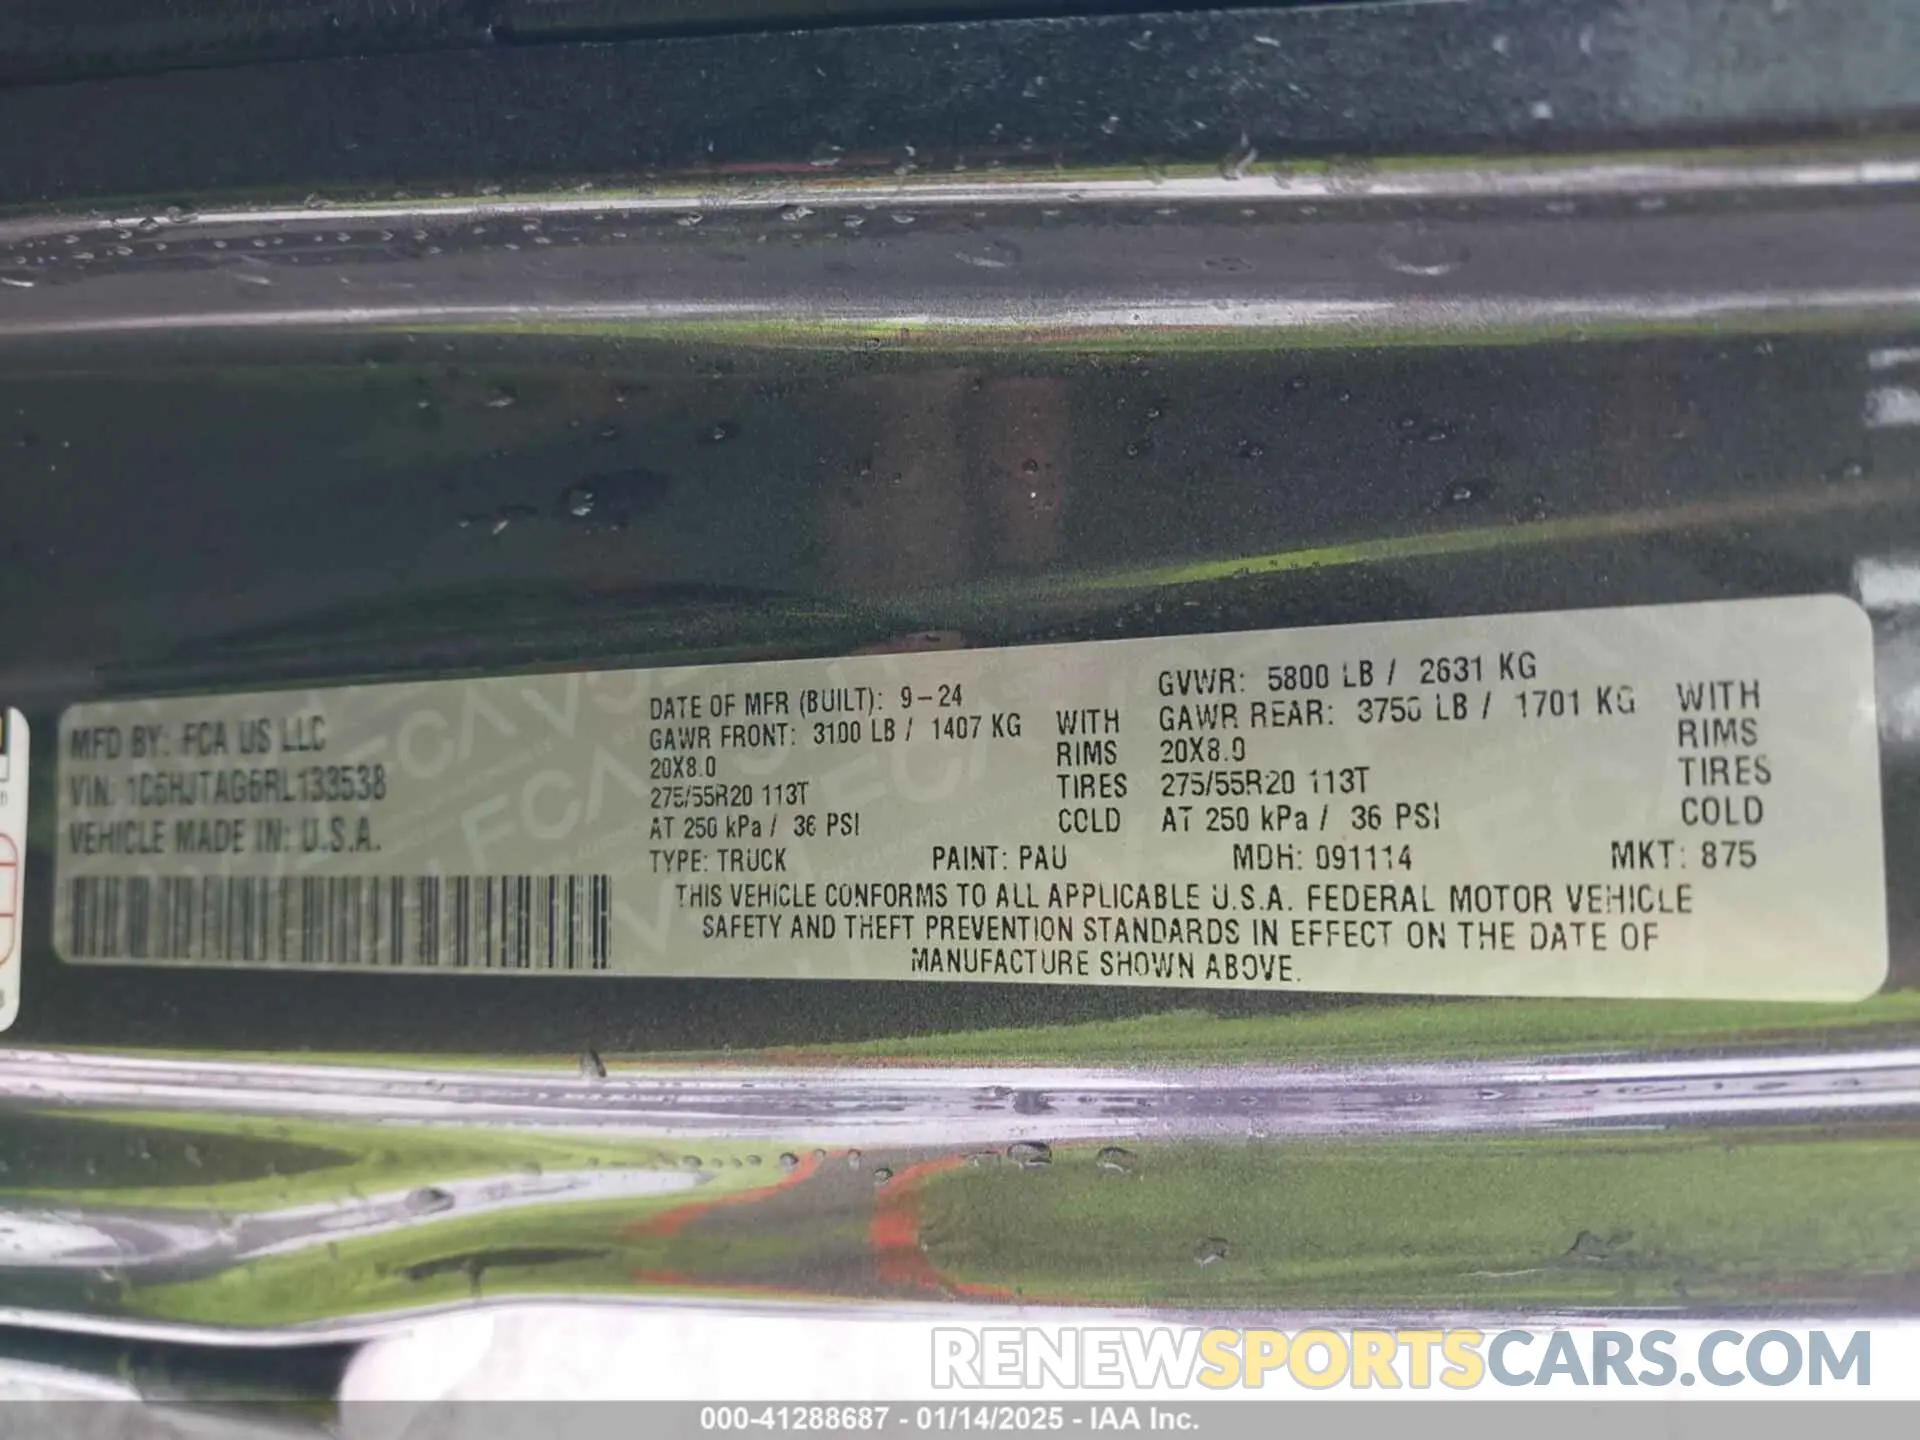 MFD BY: FCA US LLC
VIN: 1C6HJTAG6RL133538
VEHICLE MADE IN: U.S.A.
DATE OF MFR (BUILT): 9-24
GAWR FRONT: 3100 LB / 1407 KG WITH
20X8.0 RIMS
275/55R20 113T TIRES
AT 250 kPa / 36 PSI COLD
GVWR: 5800 LB / 2631 KG
GAWR REAR: 3750 LB / 1701 KG WITH
20X8.0 RIMS
275/55R20 113T TIRES
AT 250 kPa / 36 PSI COLD
TYPE: TRUCK PAINT: PAU MDH: 091114 MKT: 875
THIS VEHICLE CONFORMS TO ALL APPLICABLE U.S.A. FEDERAL MOTOR VEHICLE
SAFETY AND THEFT PREVENTION STANDARDS IN EFFECT ON THE DATE OF
MANUFACTURE SHOWN ABOVE.
RENEWSPORTSCARS.COM
000-41288687 - 01/14/2025 - IAA Inc.